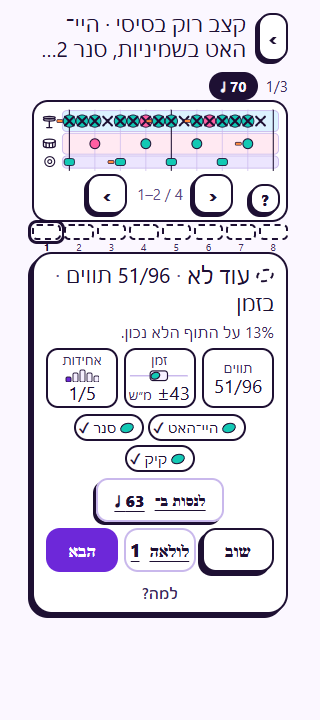 קצב רוק בסיסי · היי־
האט בשמיניות, סנר 2...
1/3
♩ 70
1–2 / 4
?
1 2 3 4 5 6 7 8
עוד לא · 51/96 תווים ·
בזמן
13% על התוף הלא נכון.
תווים
51/96
זמן
±43 מ״ש
אחידות
1/5
היי־האט ✓
סנר ✓
קיק ✓
לנסות ב־ 63 ♩
שוב
לולאה 1
הבא
למה?